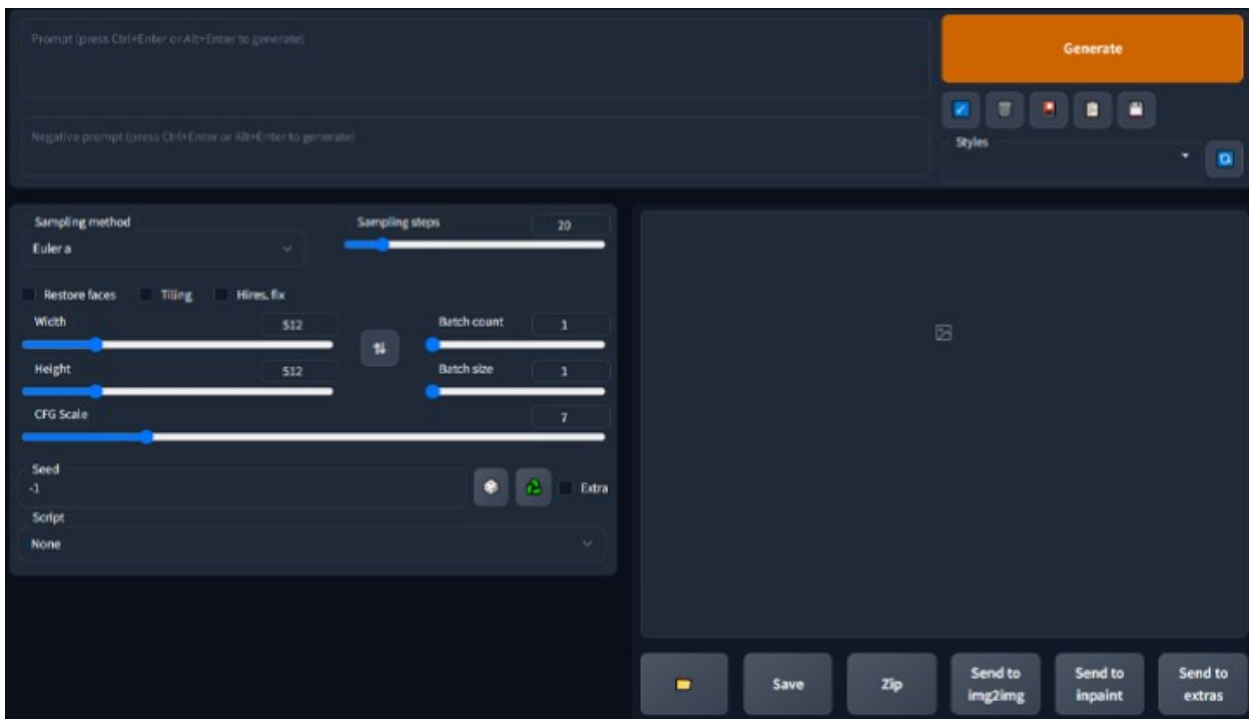 Prompt (press Ctrl+Enter or Alt+Enter to generate)
Generate
Negative prompt (press Ctrl+Enter or Alt+Enter to generate)
Styles
Sampling method
Sampling steps
20
Euler a
Restore faces
Tiling
Hires. fix
Width
512
Batch count
1
Height
512
Batch size
1
CFG Scale
7
Seed
-1
Extra
Script
None
Save
Zip
Send to
img2img
Send to
inpaint
Send to
extras